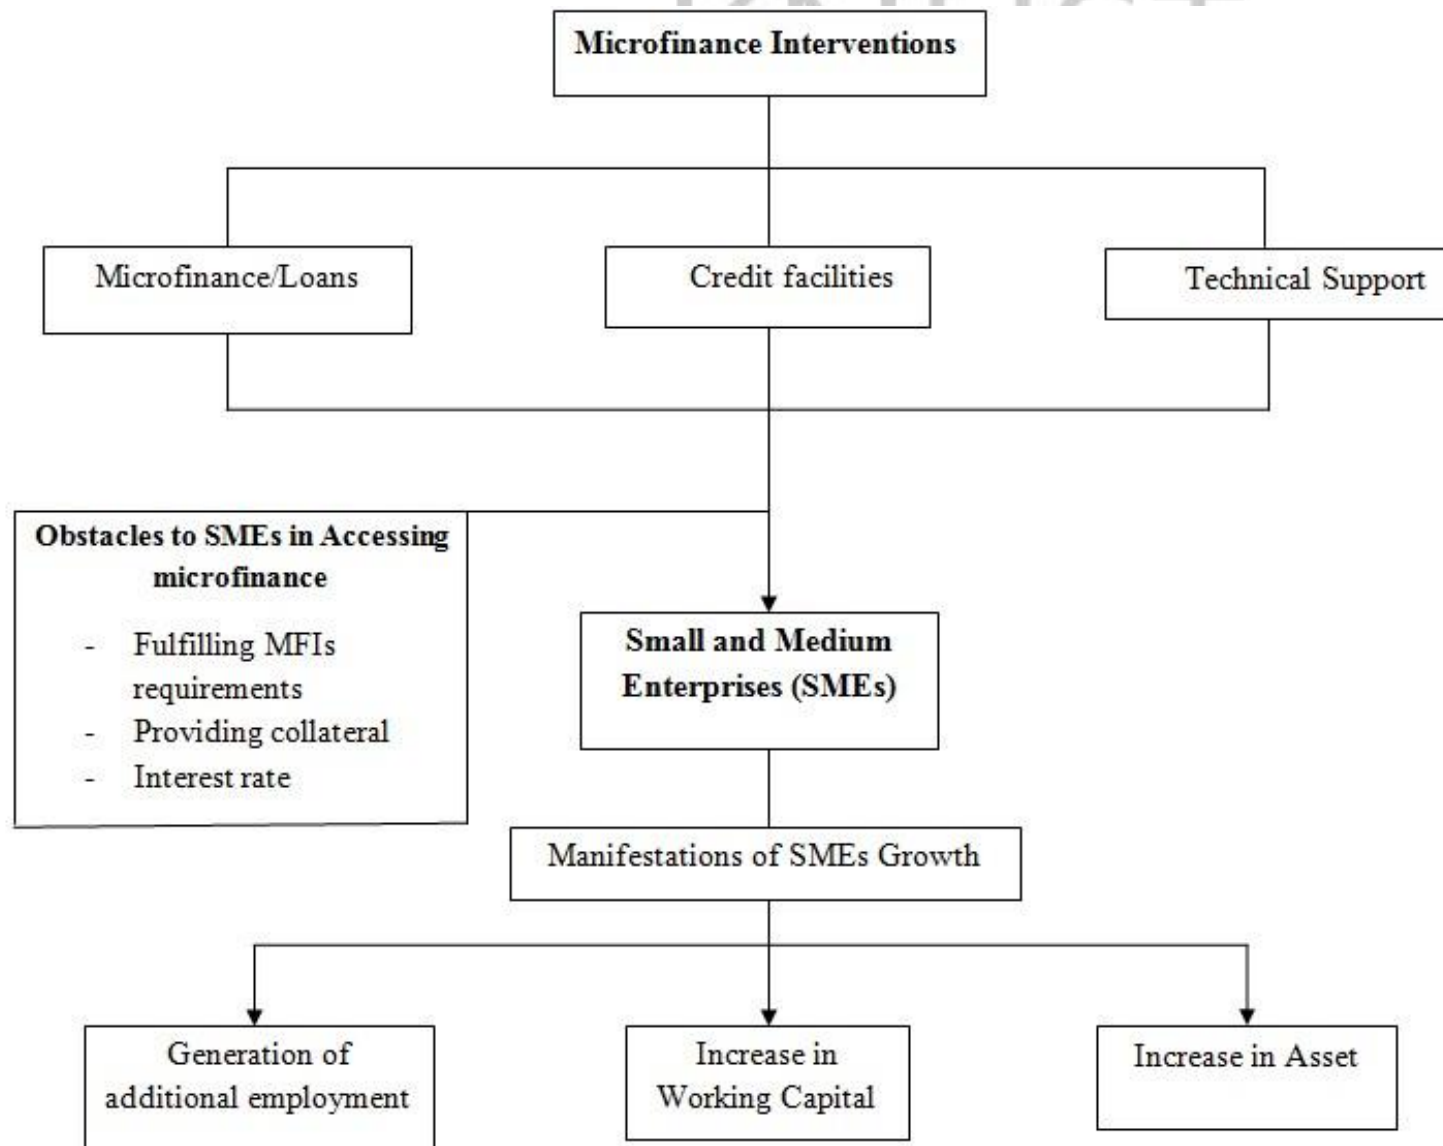 Microfinance Interventions
Microfinance/Loans
Credit facilities
Technical Support
Obstacles to SMEs in Accessing
microfinance
- Fulfilling MFIs
requirements
- Providing collateral
- Interest rate
Small and Medium
Enterprises (SMEs)
Manifestations of SMEs Growth
Generation of
additional employment
Increase in
Working Capital
Increase in Asset